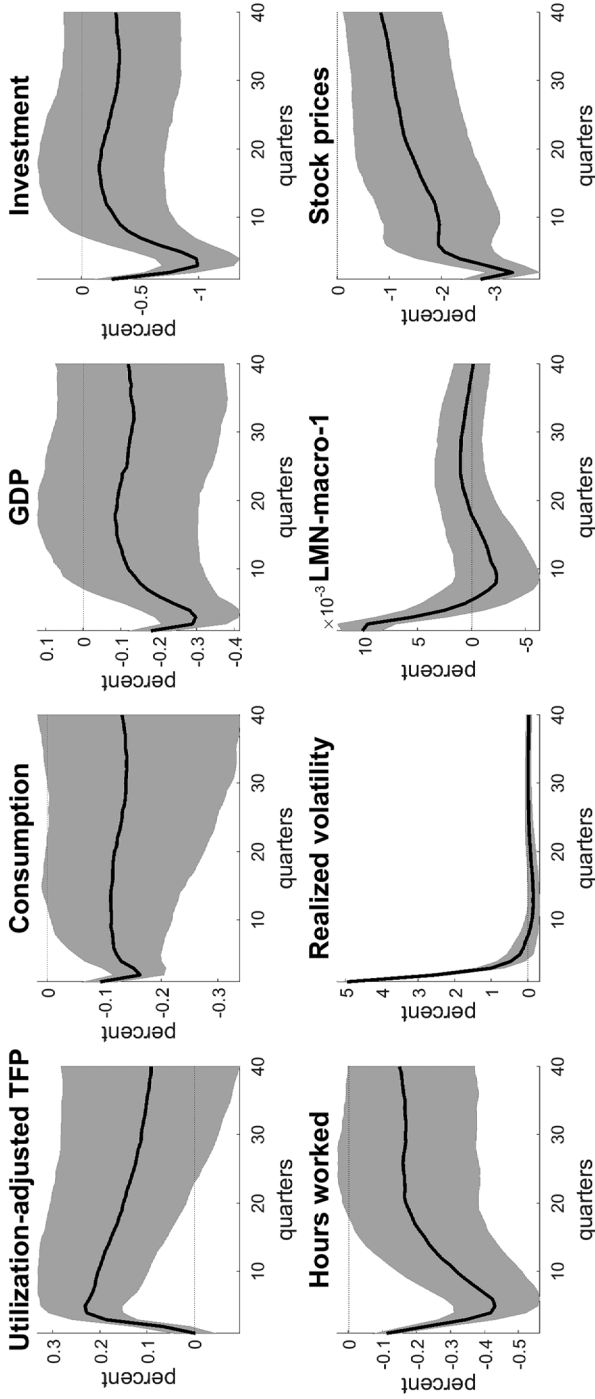 Utilization-adjusted TFP
percent
0.3
0.2
0.1
0
10
20
30
40
quarters
Consumption
percent
0
-0.1
-0.2
-0.3
10
20
30
40
quarters
GDP
percent
0.1
0
-0.1
-0.2
-0.3
-0.4
10
20
30
40
quarters
Investment
percent
0
-0.5
-1
10
20
30
40
quarters
Hours worked
percent
0
-0.1
-0.2
-0.3
-0.4
-0.5
10
20
30
40
quarters
Realized volatility
percent
5
4
3
2
1
0
10
20
30
40
quarters
×10⁻³ LMN-macro-1
percent
10
5
0
-5
10
20
30
40
quarters
Stock prices
percent
0
-1
-2
-3
10
20
30
40
quarters